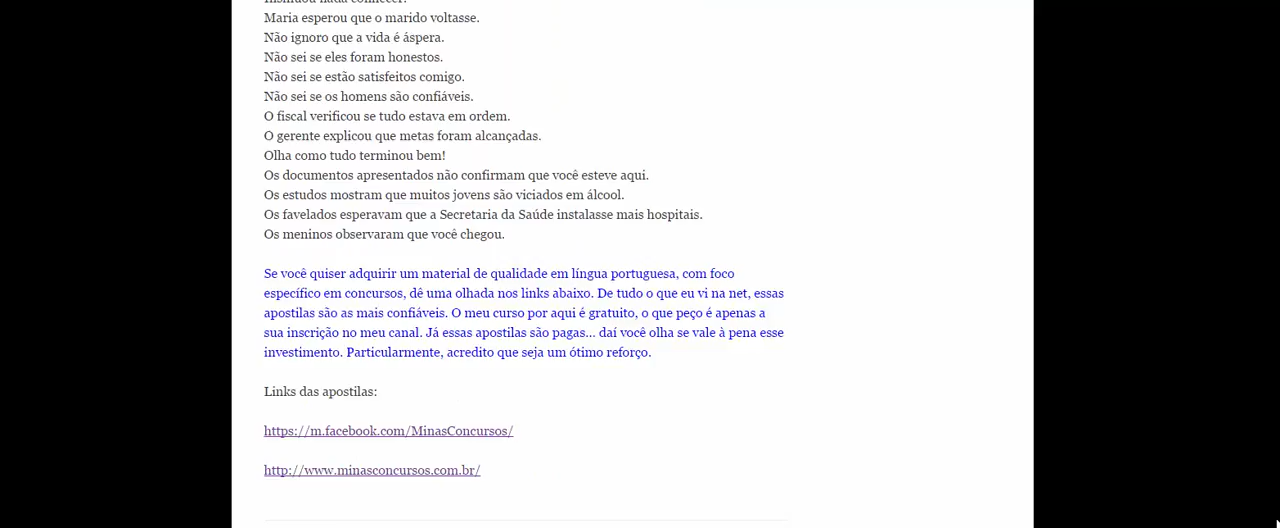 Insinuou nada conhecer.
Maria esperou que o marido voltasse.
Não ignoro que a vida é áspera.
Não sei se eles foram honestos.
Não sei se estão satisfeitos comigo.
Não sei se os homens são confiáveis.
O fiscal verificou se tudo estava em ordem.
O gerente explicou que metas foram alcançadas.
Olha como tudo terminou bem!
Os documentos apresentados não confirmam que você esteve aqui.
Os estudos mostram que muitos jovens são viciados em álcool.
Os favelados esperavam que a Secretaria da Saúde instalasse mais hospitais.
Os meninos observaram que você chegou.
Se você quiser adquirir um material de qualidade em língua portuguesa, com foco
específico em concursos, dê uma olhada nos links abaixo. De tudo o que eu vi na net, essas
apostilas são as mais confiáveis. O meu curso por aqui é gratuito, o que peço é apenas a
sua inscrição no meu canal. Já essas apostilas são pagas... daí você olha se vale à pena esse
investimento. Particularmente, acredito que seja um ótimo reforço.
Links das apostilas:
https://m.facebook.com/MinasConcursos/
http://www.minasconcursos.com.br/